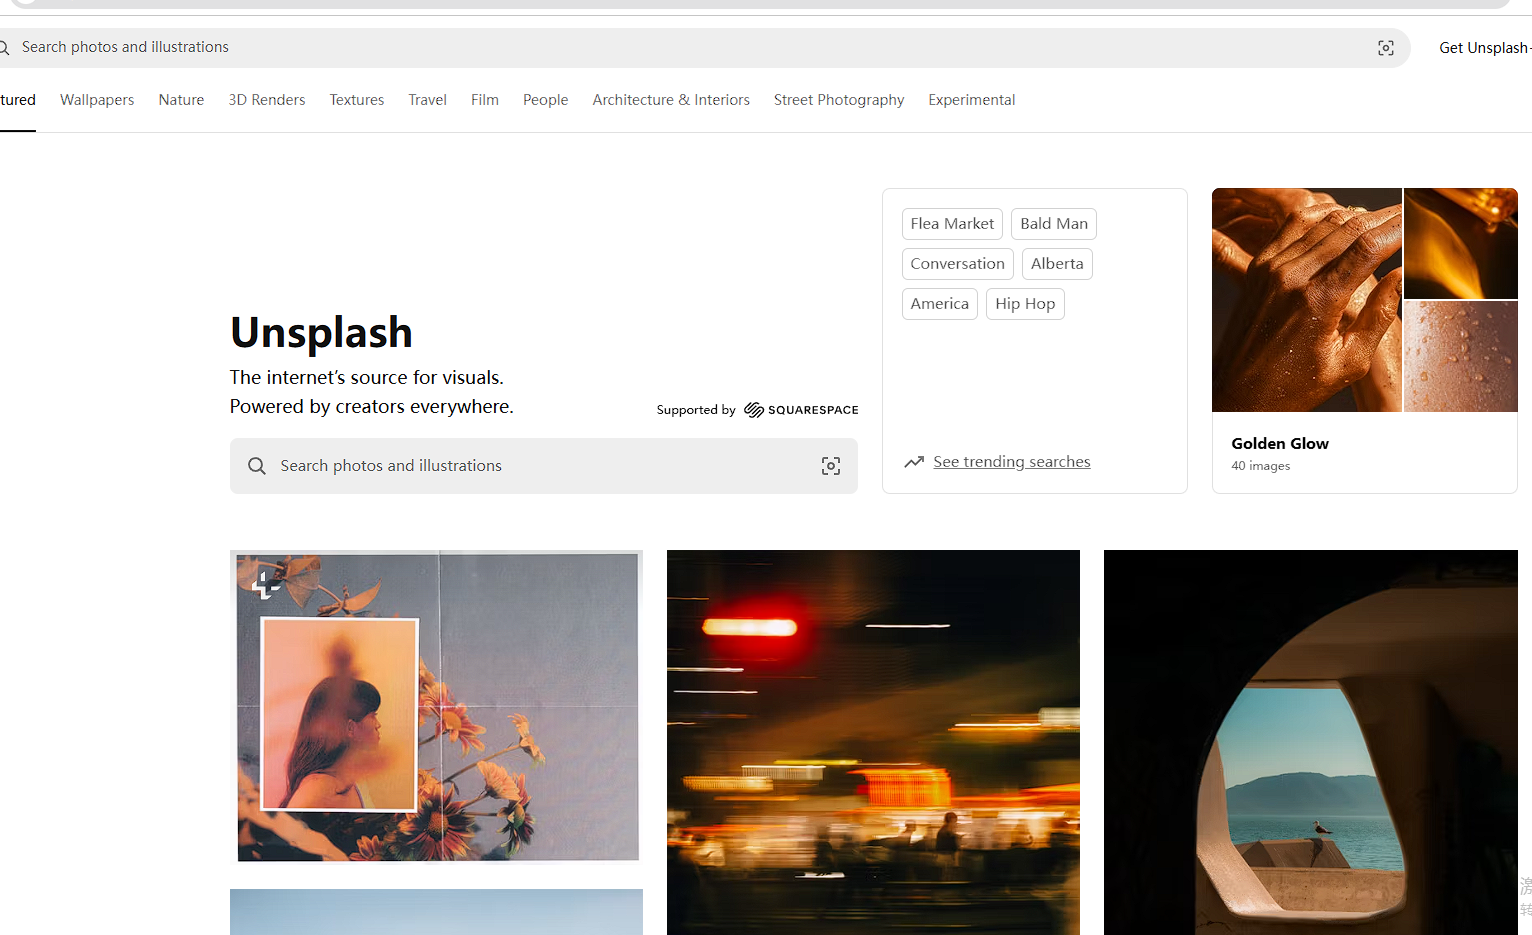 Search photos and illustrations
Get Unsplash+
tured Wallpapers Nature 3D Renders Textures Travel Film People Architecture & Interiors Street Photography Experimental
Unsplash
The internet’s source for visuals.
Powered by creators everywhere.
Supported by SQUARESPACE
Search photos and illustrations
Flea Market Bald Man
Conversation Alberta
America Hip Hop
See trending searches
Golden Glow
40 images
激
转